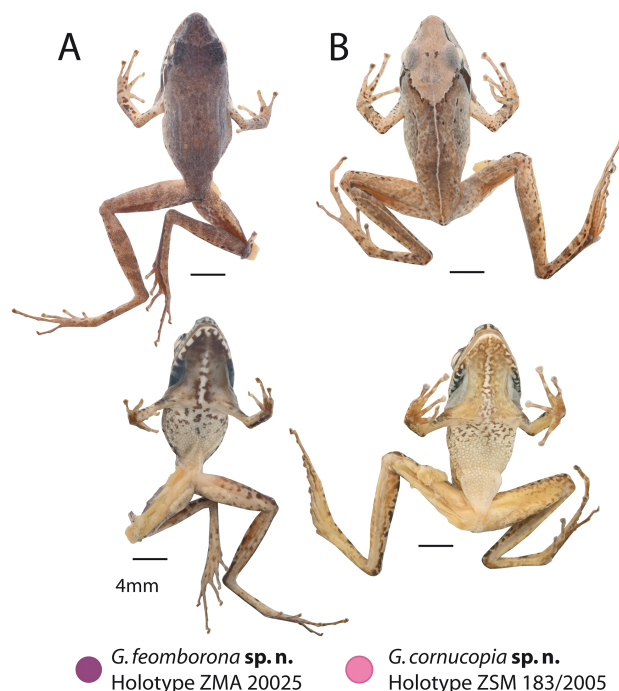 A
B
4mm
G. feomborona sp. n.
Holotype ZMA 20025
G. cornucopia sp. n.
Holotype ZSM 183/2005